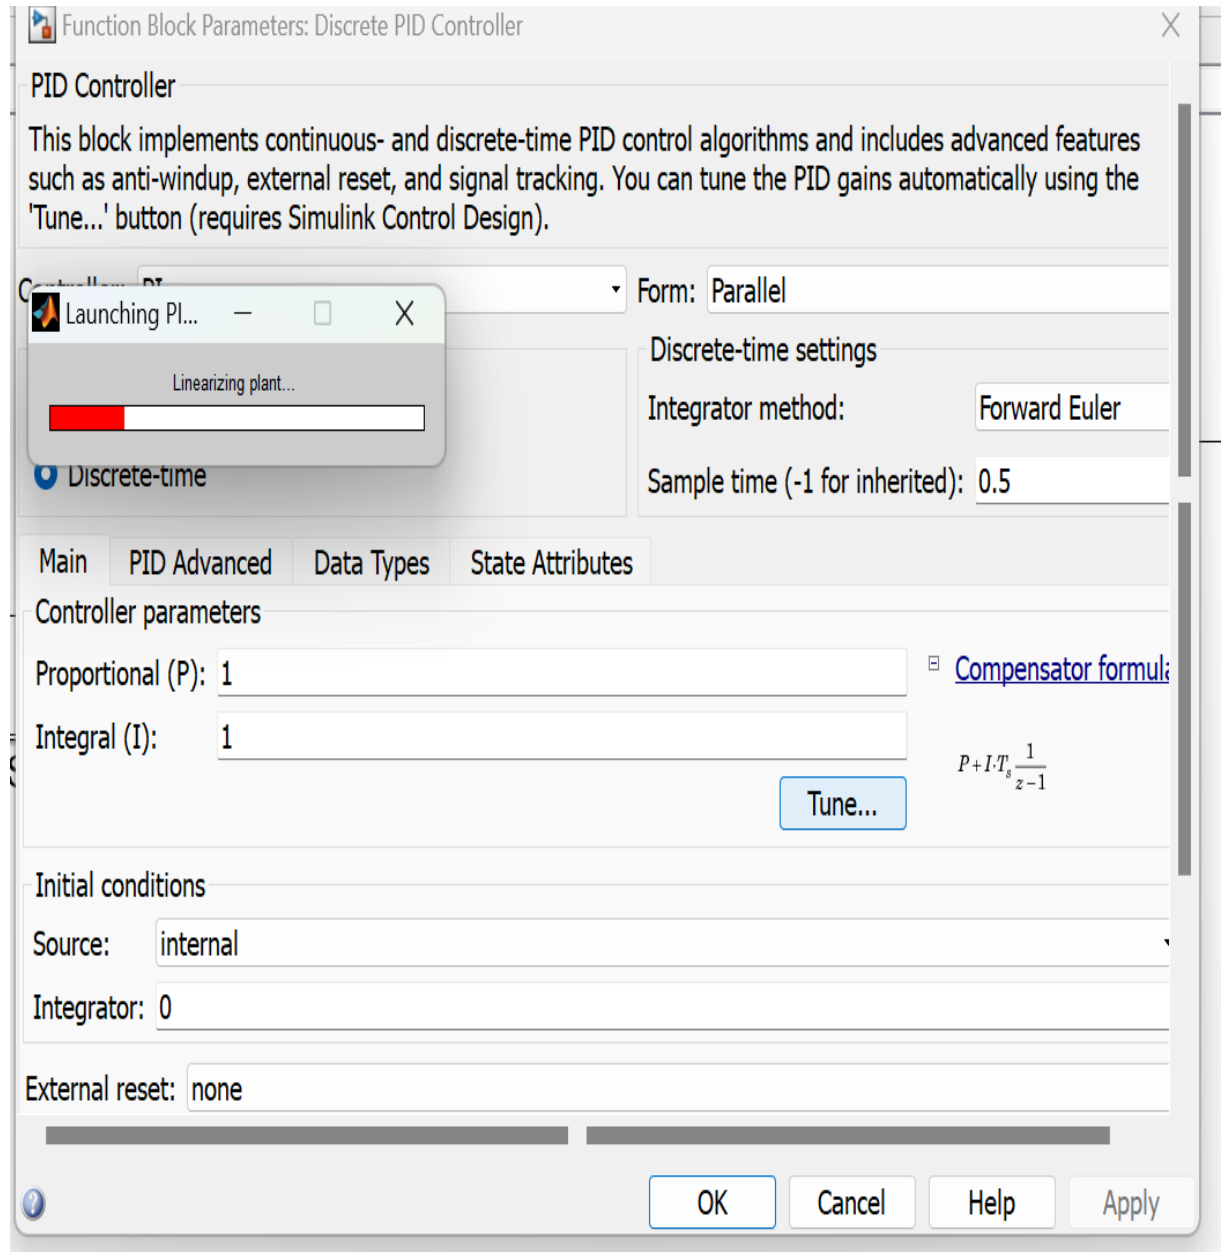 Function Block Parameters: Discrete PID Controller
PID Controller
This block implements continuous- and discrete-time PID control algorithms and includes advanced features
such as anti-windup, external reset, and signal tracking. You can tune the PID gains automatically using the
'Tune...' button (requires Simulink Control Design).
Form: Parallel
Launching PI...
Linearizing plant...
Discrete-time
Discrete-time settings
Integrator method: Forward Euler
Sample time (-1 for inherited): 0.5
Main PID Advanced Data Types State Attributes
Controller parameters
Proportional (P): 1
Compensator formula
Integral (I): 1
P+I·Ts 1/(z−1)
Tune...
Initial conditions
Source: internal
Integrator: 0
External reset: none
OK Cancel Help Apply